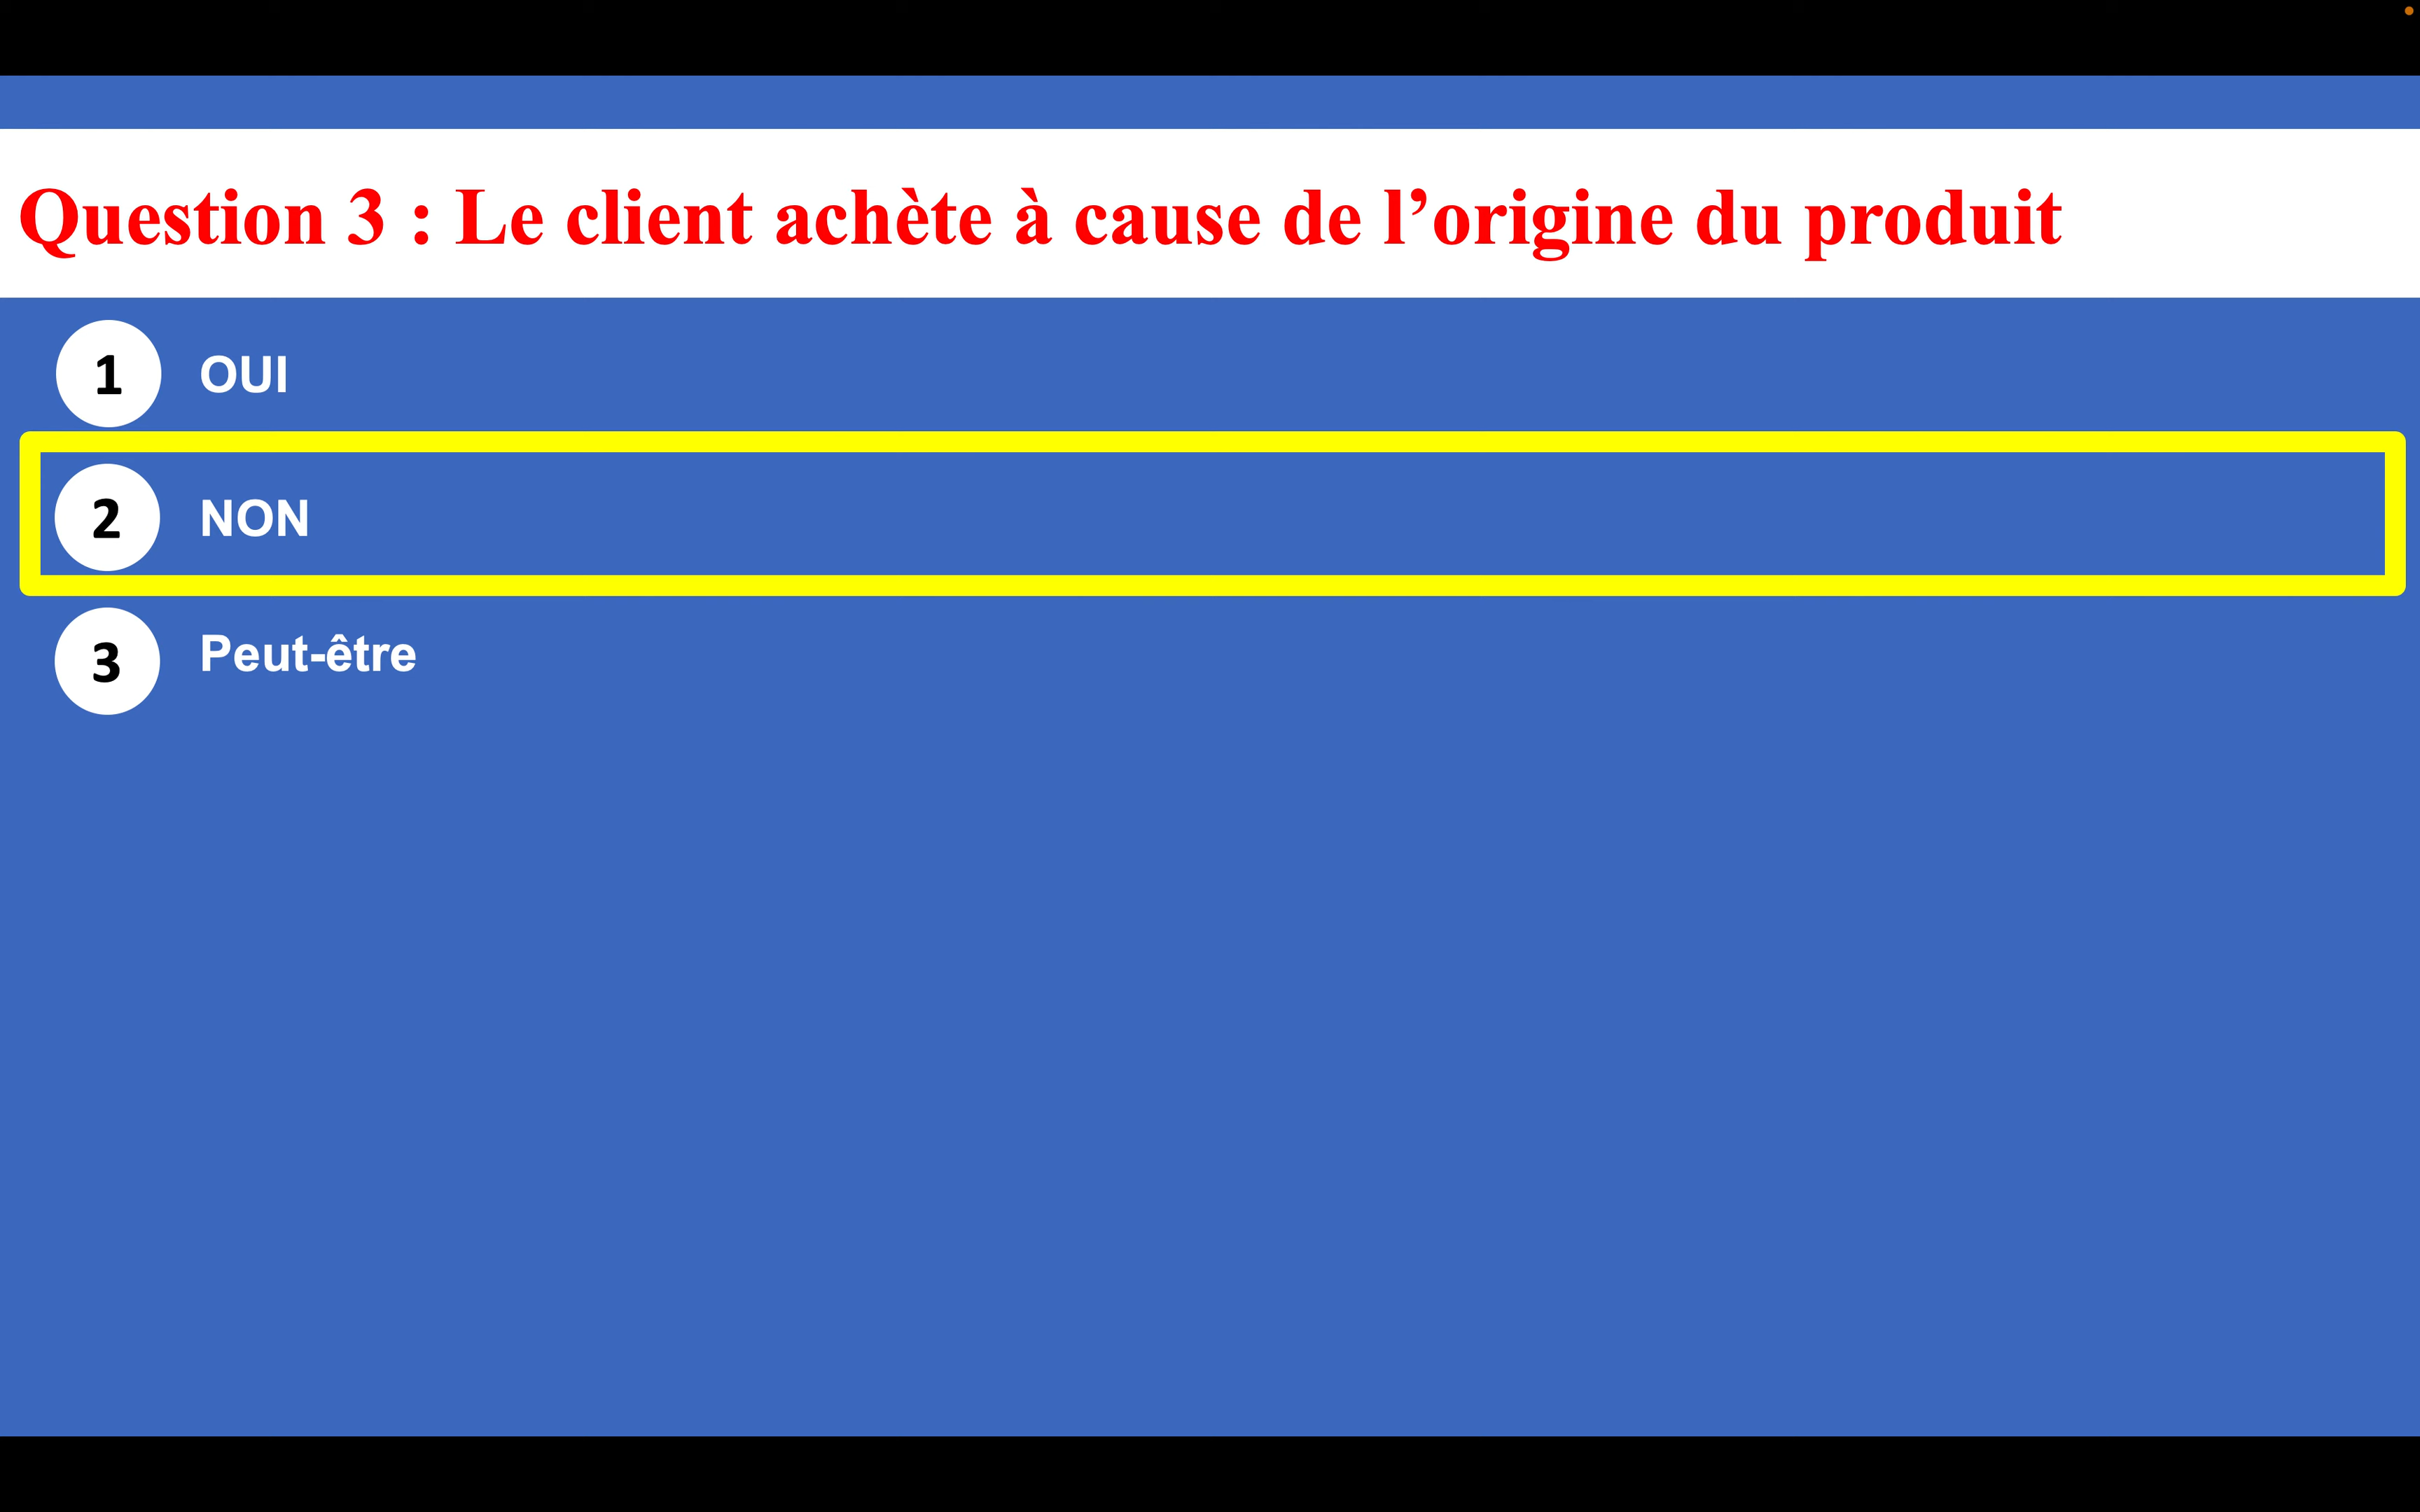 Question 3 : Le client achète à cause de l’origine du produit
1 OUI
2 NON
3 Peut-être